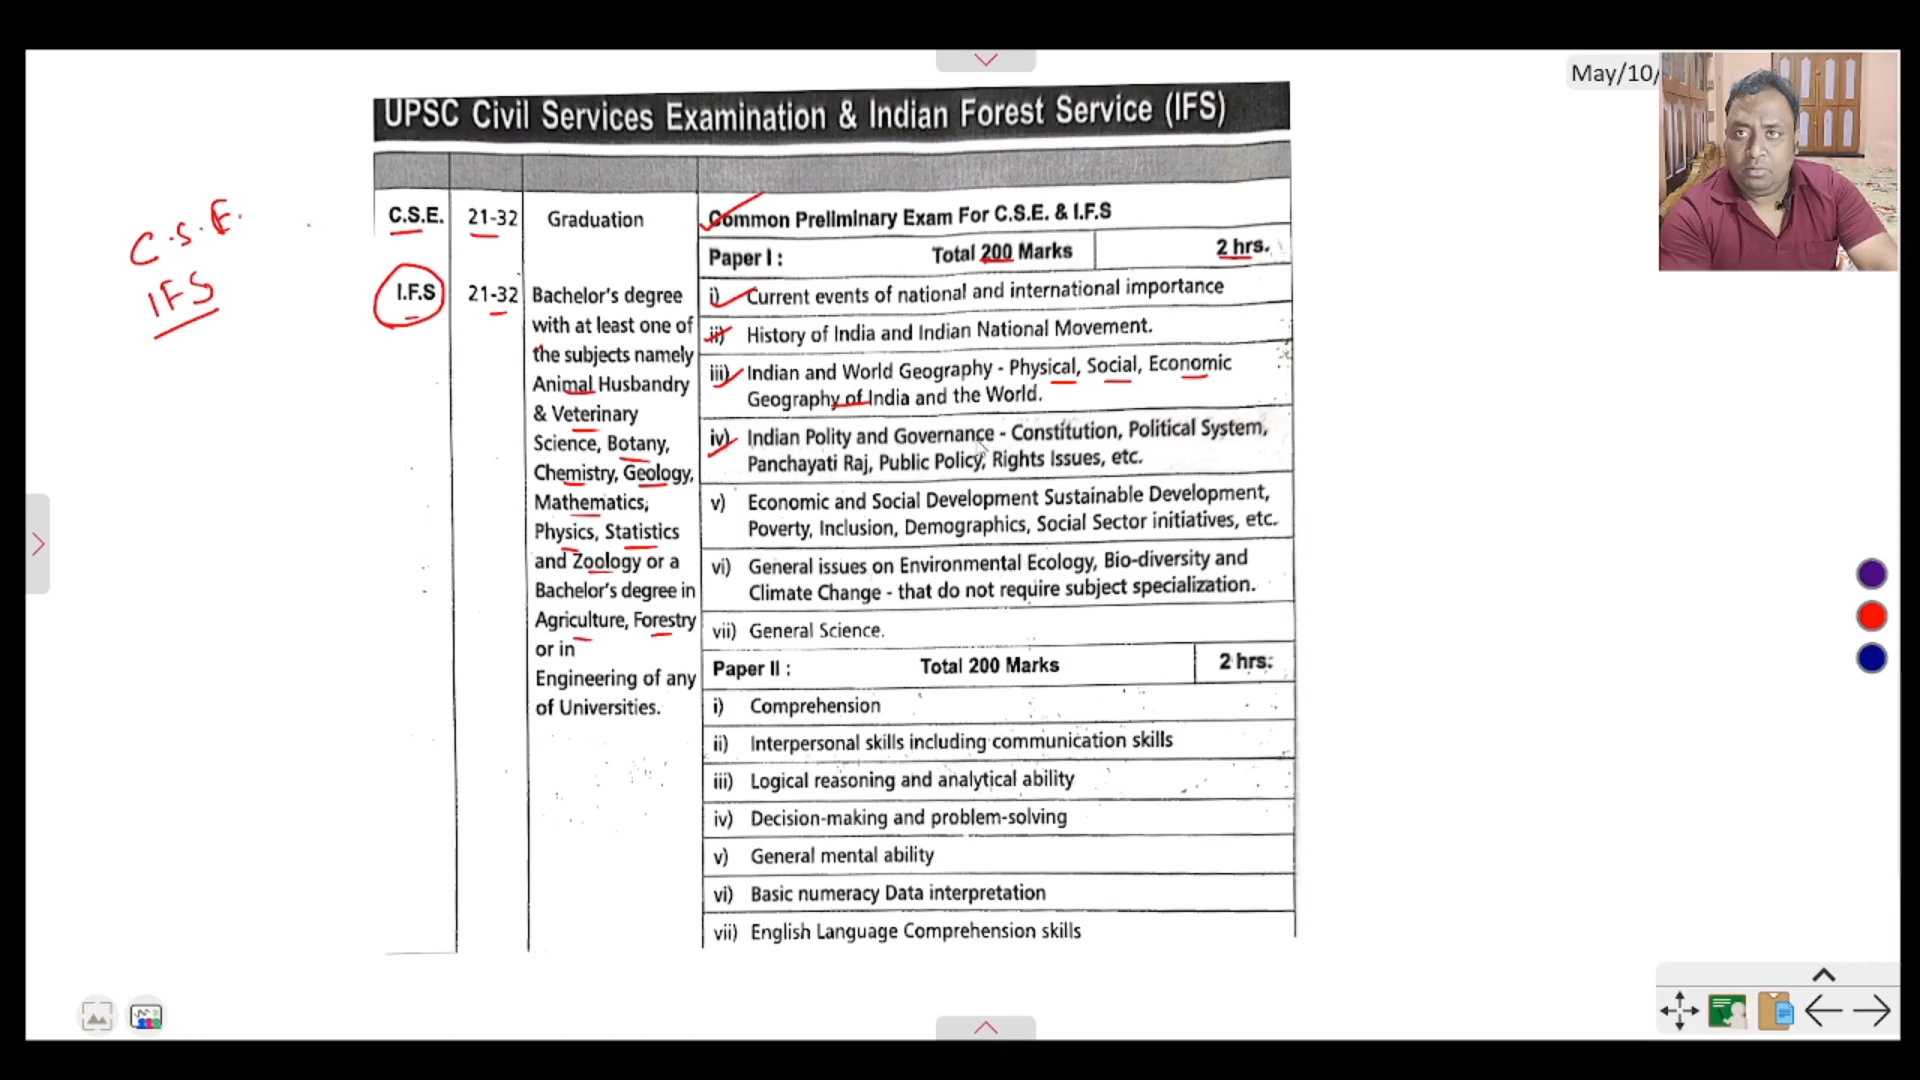 May/10/
UPSC Civil Services Examination & Indian Forest Service (IFS)
C.S.E.
IFS
C.S.E. 21-32 Graduation
I.F.S 21-32 Bachelor's degree
with at least one of
the subjects namely
Animal Husbandry
& Veterinary
Science, Botany,
Chemistry, Geology,
Mathematics,
Physics, Statistics
and Zoology or a
Bachelor's degree in
Agriculture, Forestry
or in
Engineering of any
of Universities.
Common Preliminary Exam For C.S.E. & I.F.S
Paper I : Total 200 Marks 2 hrs.
i) Current events of national and international importance
ii) History of India and Indian National Movement.
iii) Indian and World Geography - Physical, Social, Economic
Geography of India and the World.
iv) Indian Polity and Governance - Constitution, Political System,
Panchayati Raj, Public Policy, Rights Issues, etc.
v) Economic and Social Development Sustainable Development,
Poverty, Inclusion, Demographics, Social Sector initiatives, etc.
vi) General issues on Environmental Ecology, Bio-diversity and
Climate Change - that do not require subject specialization.
vii) General Science.
Paper II : Total 200 Marks 2 hrs.
i) Comprehension
ii) Interpersonal skills including communication skills
iii) Logical reasoning and analytical ability
iv) Decision-making and problem-solving
v) General mental ability
vi) Basic numeracy Data interpretation
vii) English Language Comprehension skills